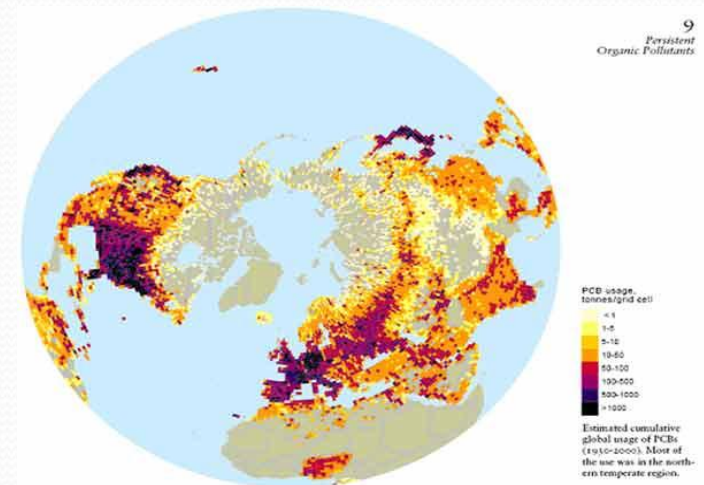 9
Persistent
Organic Pollutants
PCB usage,
tonnes/grid cell
<1
1-5
5-10
10-50
50-100
100-500
500-1000
>1000
Estimated cumulative
global usage of PCBs
(1930-2000). Most of
the use was in the north-
ern temperate region.